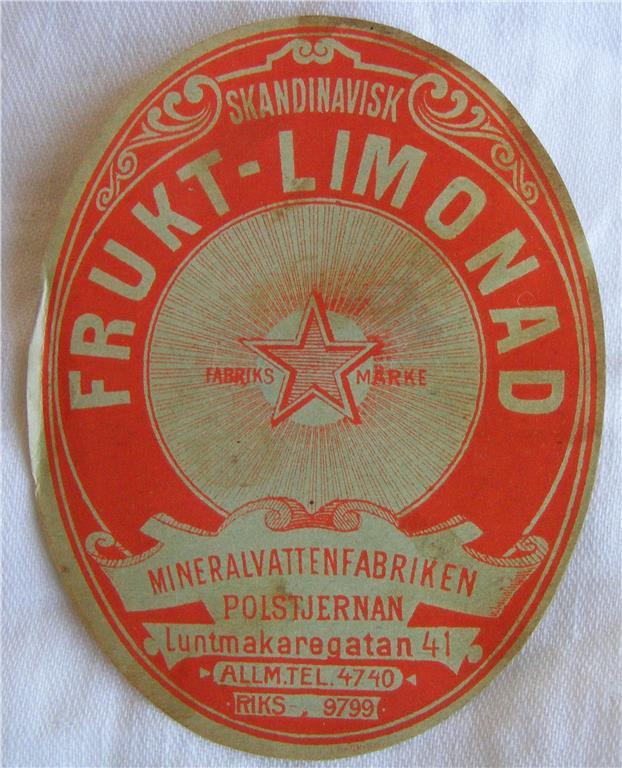 SKANDINAVISK
FRUKT-LIMONAD
FABRIKS MÄRKE
MINERALVATTENFABRIKEN
POLSTJERNAN
Luntmakaregatan 41
ALLM.TEL.4740
RIKS - , 9799